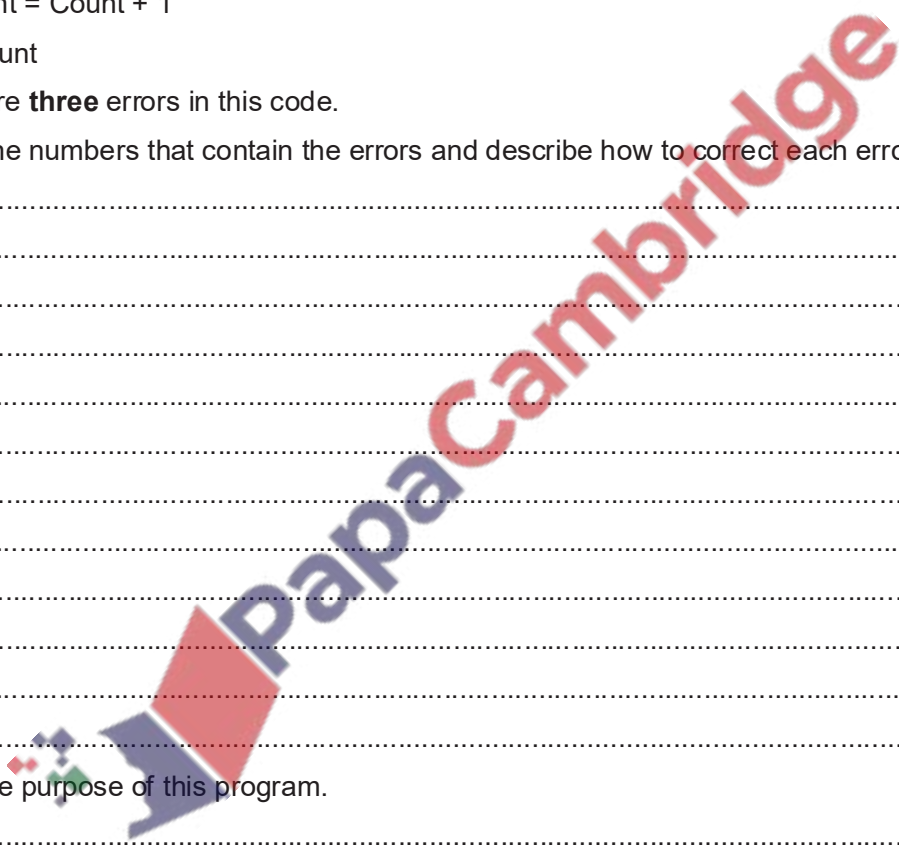 nt = Count + 1
unt
re three errors in this code.
ne numbers that contain the errors and describe how to correct each erro
PapaCambridge
e purpose of this program.